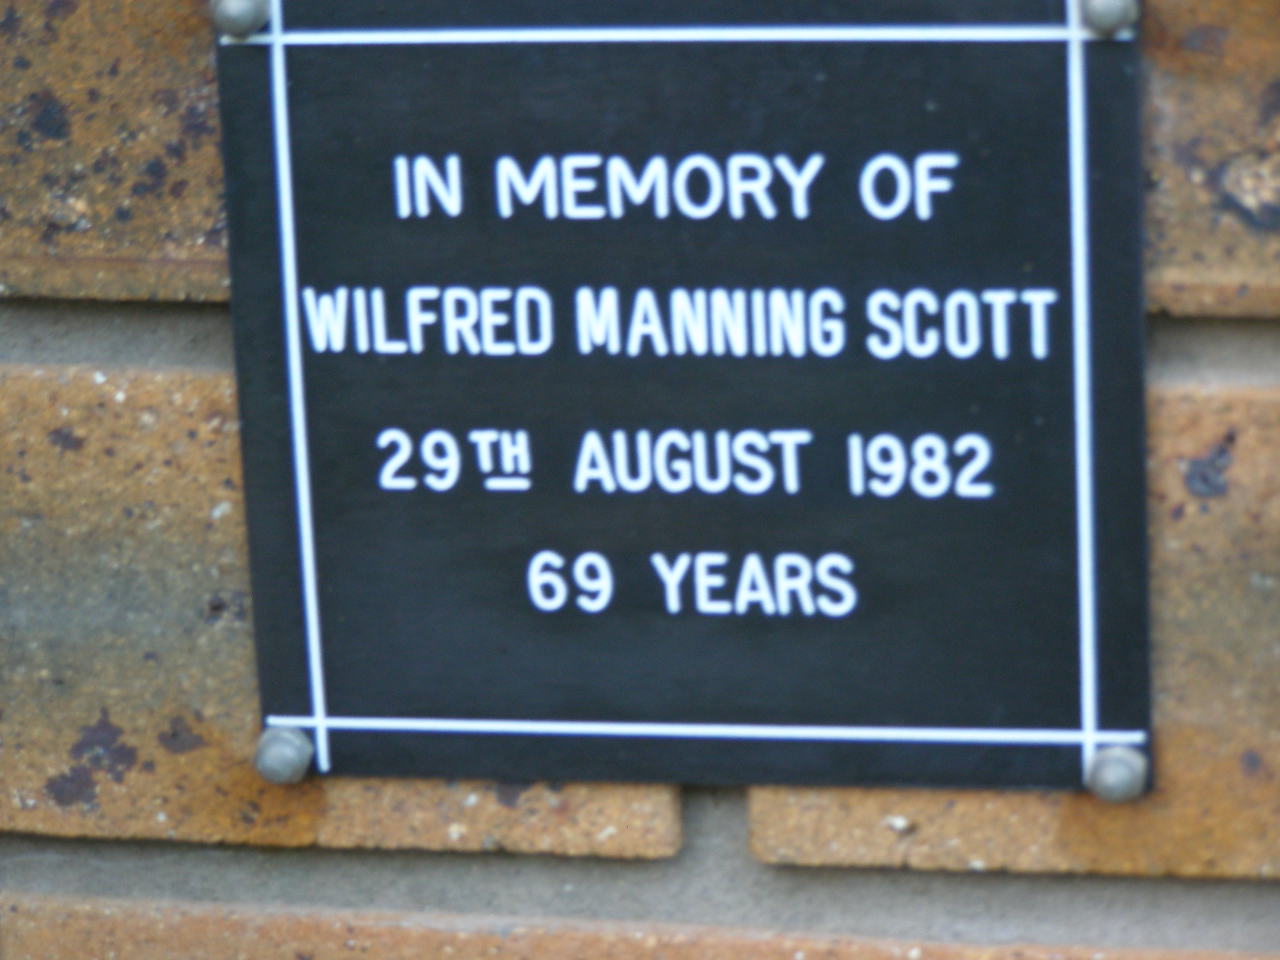 IN MEMORY OF
WILFRED MANNING SCOTT
29TH AUGUST 1982
69 YEARS